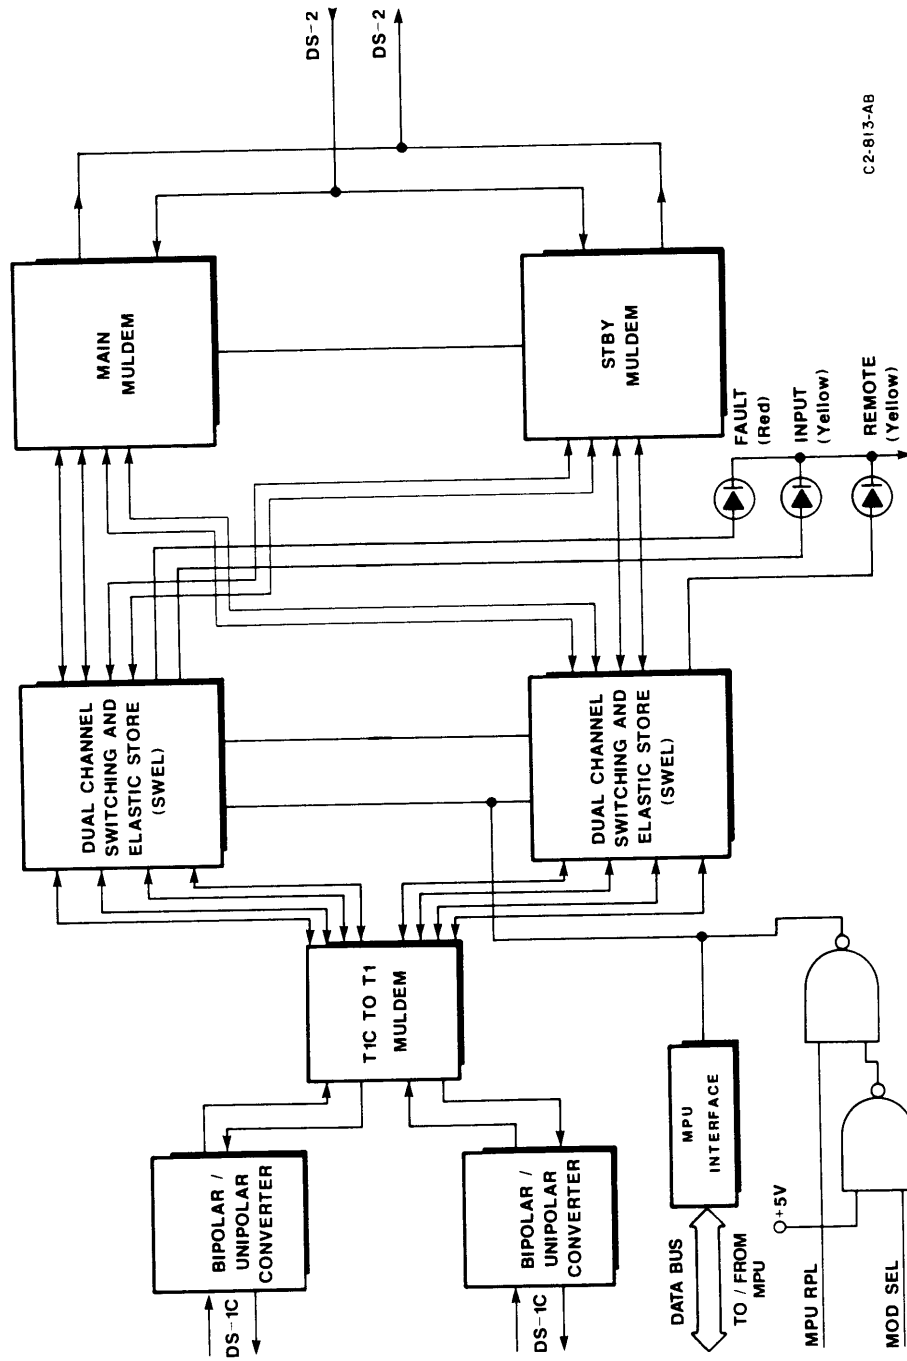 DS-1C
BIPOLAR /
UNIPOLAR
CONVERTER
DS-1C
BIPOLAR /
UNIPOLAR
CONVERTER
T1C TO T1
MULDEM
DUAL CHANNEL
SWITCHING AND
ELASTIC STORE
(SWEL)
DUAL CHANNEL
SWITCHING AND
ELASTIC STORE
(SWEL)
MAIN
MULDEM
STBY
MULDEM
DS-2
DS-2
FAULT
(Red)
INPUT
(Yellow)
REMOTE
(Yellow)
DATA BUS
TO / FROM
MPU
MPU
INTERFACE
+5V
MPU RPL
MOD SEL
C2-813-AB